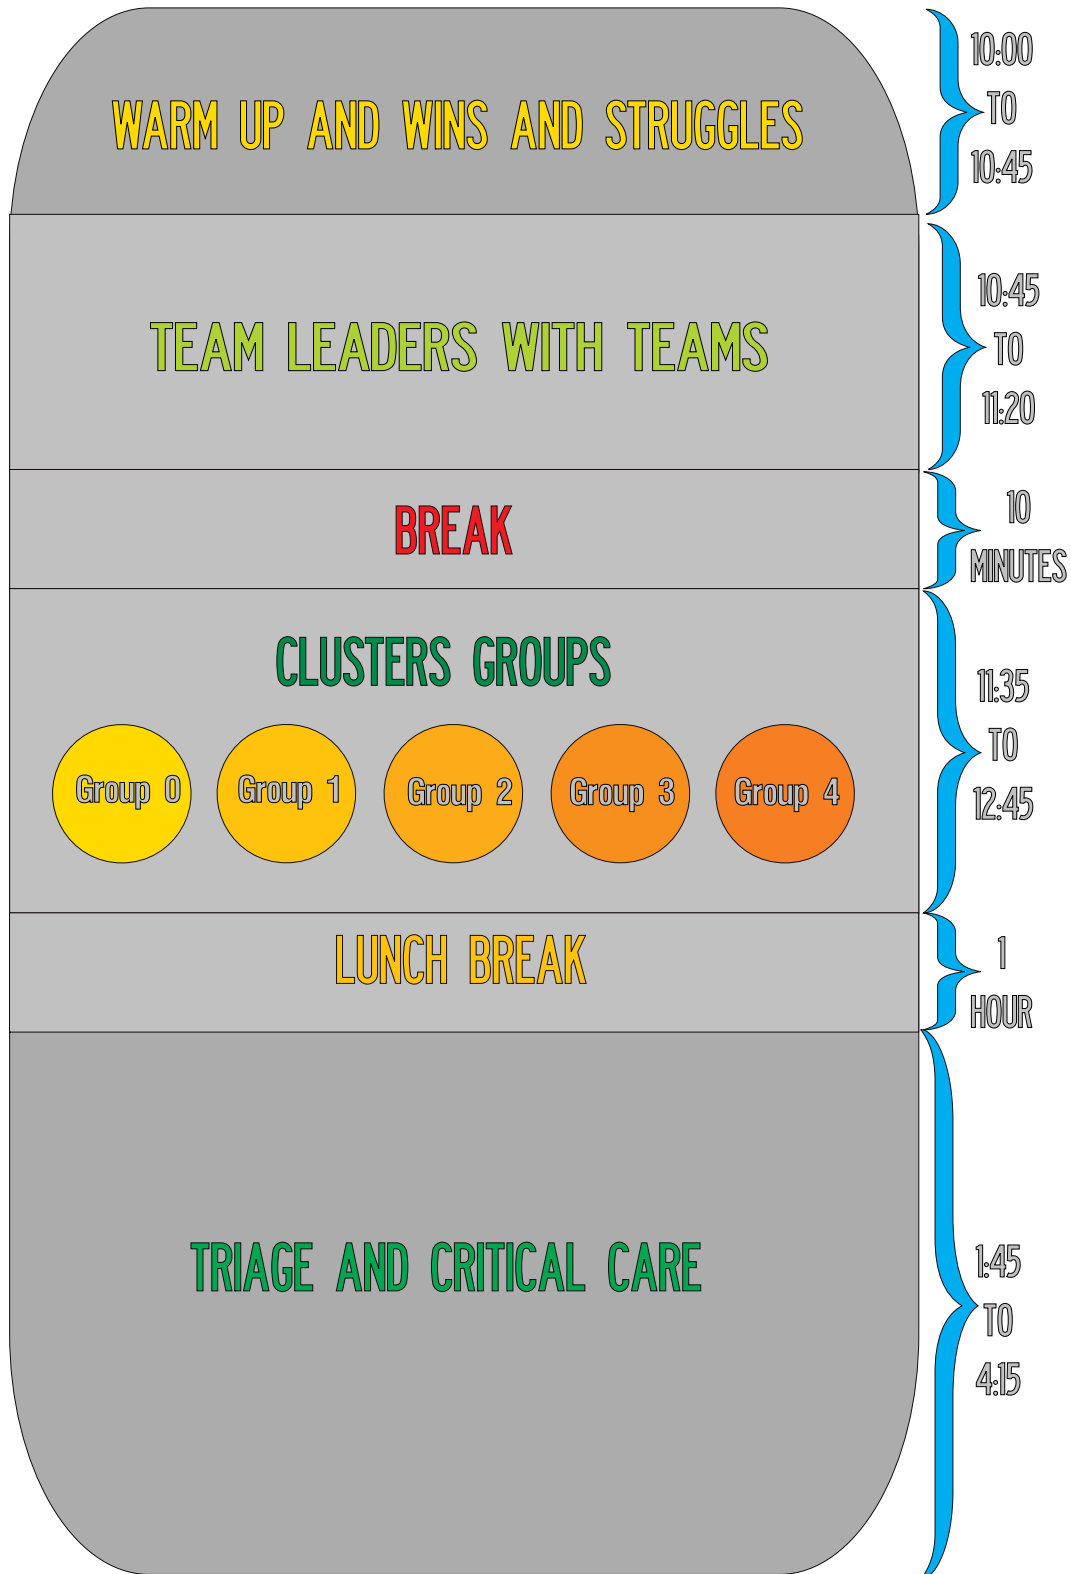 WARM UP AND WINS AND STRUGGLES
10:00
TO
10:45
TEAM LEADERS WITH TEAMS
10:45
TO
11:20
BREAK
10
MINUTES
CLUSTERS GROUPS
Group 0
Group 1
Group 2
Group 3
Group 4
11:35
TO
12:45
LUNCH BREAK
1
HOUR
TRIAGE AND CRITICAL CARE
1:45
TO
4:15